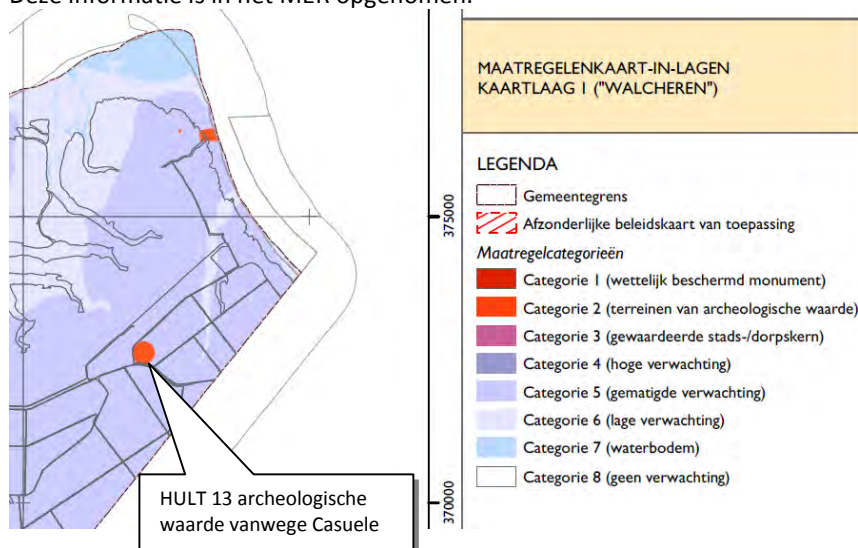 Deze informatie is in het MER opgenomen.
MAATREGELENKAART-IN-LAGEN
KAARTLAAG I ("WALCHEREN")
LEGENDA
Gemeentegrens
Afzonderlijke beleidskaart van toepassing
Maatregelcategorieën
Categorie 1 (wettelijk beschermd monument)
Categorie 2 (terreinen van archeologische waarde)
Categorie 3 (gewaardeerde stads-/dorpskern)
Categorie 4 (hoge verwachting)
Categorie 5 (gematigde verwachting)
Categorie 6 (lage verwachting)
Categorie 7 (waterbodem)
Categorie 8 (geen verwachting)
375000
370000
HULT 13 archeologische
waarde vanwege Casuele